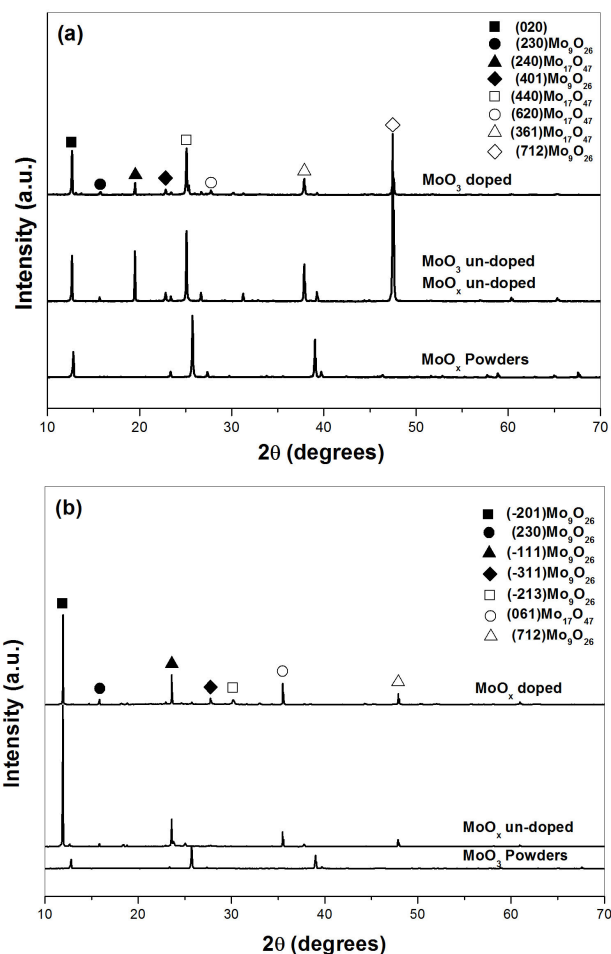 (a)
(020)
(230)Mo₉O₂₆
(240)Mo₁₇O₄₇
(401)Mo₉O₂₆
(440)Mo₁₇O₄₇
(620)Mo₁₇O₄₇
(361)Mo₁₇O₄₇
(712)Mo₉O₂₆
MoO₃ doped
MoO₃ un-doped
MoOₓ un-doped
MoOₓ Powders
Intensity (a.u.)
10 20 30 40 50 60 70
2θ (degrees)
(b)
(-201)Mo₉O₂₆
(230)Mo₉O₂₆
(-111)Mo₉O₂₆
(-311)Mo₉O₂₆
(-213)Mo₉O₂₆
(061)Mo₁₇O₄₇
(712)Mo₉O₂₆
MoOₓ doped
MoOₓ un-doped
MoO₃ Powders
Intensity (a.u.)
10 20 30 40 50 60 70
2θ (degrees)